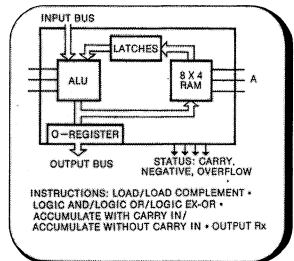 INPUT BUS
LATCHES
ALU
8 X 4
RAM
A
O-REGISTER
OUTPUT BUS
STATUS: CARRY,
NEGATIVE, OVERFLOW
INSTRUCTIONS: LOAD/LOAD COMPLEMENT •
LOGIC AND/LOGIC OR/LOGIC EX-OR •
ACCUMULATE WITH CARRY IN/
ACCUMULATE WITHOUT CARRY IN • OUTPUT Rx